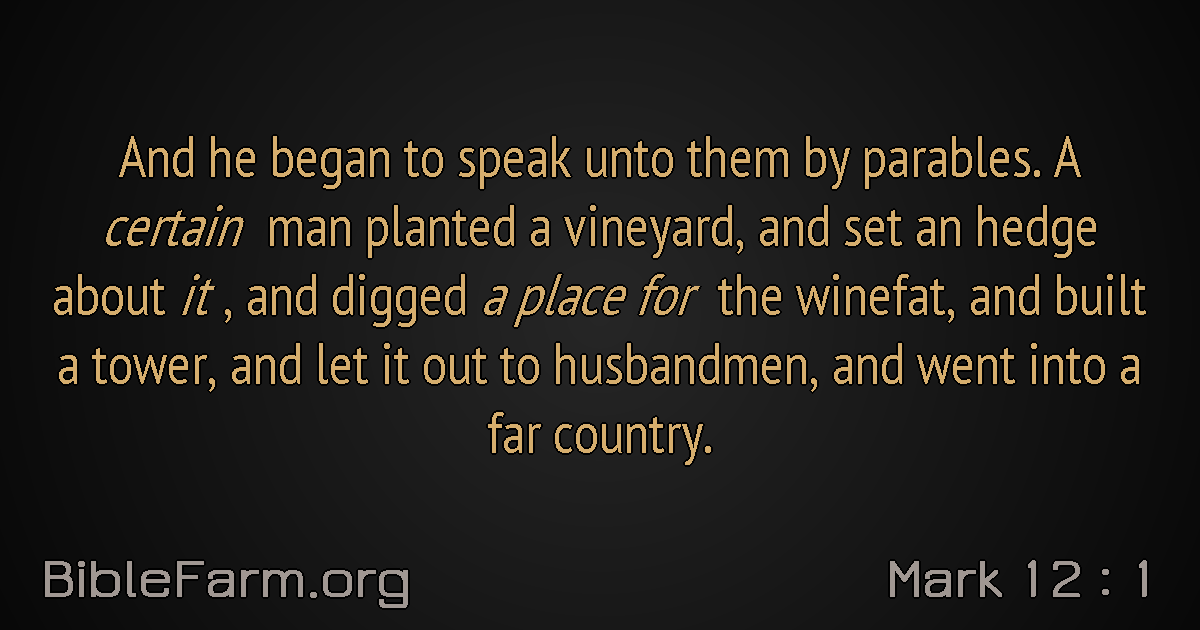 And he began to speak unto them by parables. A
certain man planted a vineyard, and set an hedge
about it , and digged a place for the winefat, and built
a tower, and let it out to husbandmen, and went into a
far country.
BibleFarm.org
Mark 12 : 1